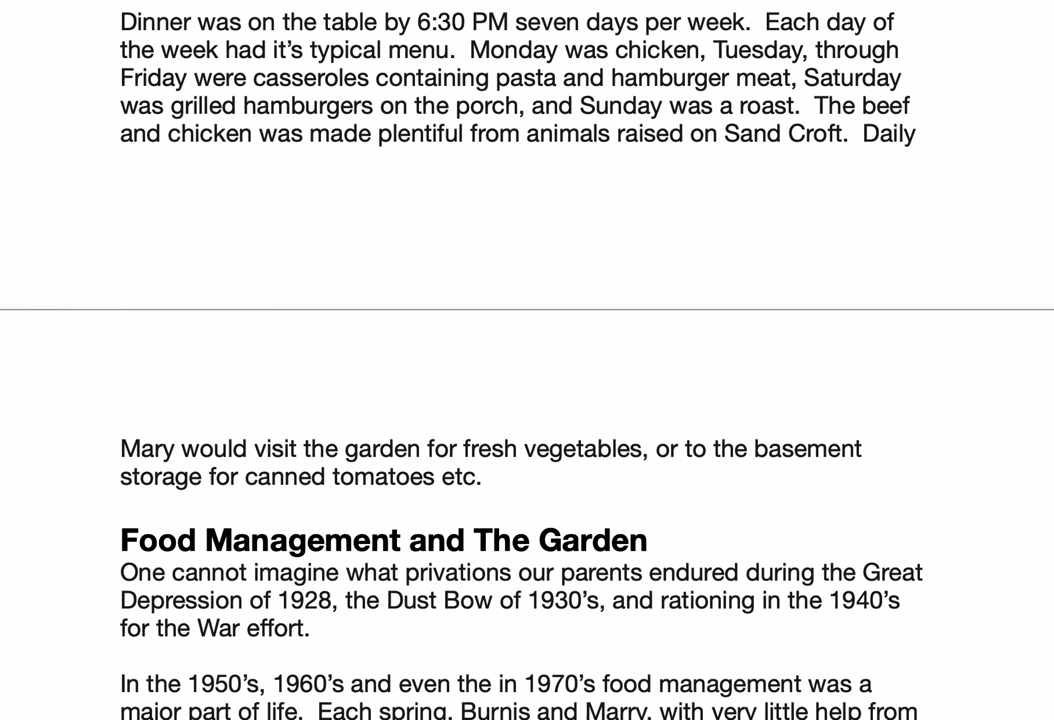 Dinner was on the table by 6:30 PM seven days per week.  Each day of
the week had it’s typical menu.  Monday was chicken, Tuesday, through
Friday were casseroles containing pasta and hamburger meat, Saturday
was grilled hamburgers on the porch, and Sunday was a roast.  The beef
and chicken was made plentiful from animals raised on Sand Croft.  Daily
Mary would visit the garden for fresh vegetables, or to the basement
storage for canned tomatoes etc.
Food Management and The Garden
One cannot imagine what privations our parents endured during the Great
Depression of 1928, the Dust Bow of 1930’s, and rationing in the 1940’s
for the War effort.
In the 1950’s, 1960’s and even the in 1970’s food management was a
major part of life.  Each spring, Burnis and Marry, with very little help from